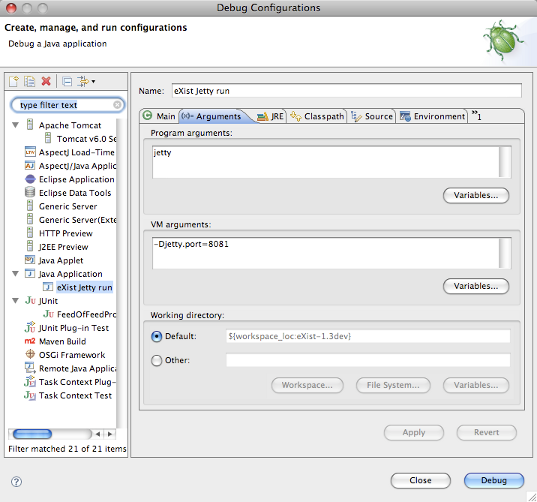 Debug Configurations
Create, manage, and run configurations
Debug a Java application
type filter text
Apache Tomcat
Tomcat v6.0 Se
AspectJ Load-Time
AspectJ/Java Applic
Eclipse Application
Eclipse Data Tools
Generic Server
Generic Server(Exte
HTTP Preview
J2EE Preview
Java Applet
Java Application
eXist Jetty run
JUnit
FeedOfFeedPro
JUnit Plug-in Test
m2 Maven Build
OSGi Framework
Remote Java Applica
Task Context Plug-
Task Context Test
Filter matched 21 of 21 items
Name: eXist Jetty run
Main (x)= Arguments JRE Classpath Source Environment »1
Program arguments:
jetty
Variables...
VM arguments:
-Djetty.port=8081
Variables...
Working directory:
Default: ${workspace_loc:eXist-1.3dev}
Other:
Workspace... File System... Variables...
Apply Revert
? Close Debug